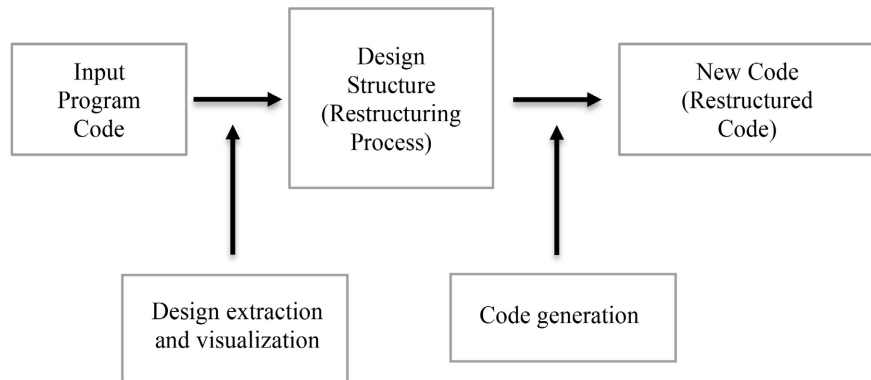 Input
Program
Code
Design
Structure
(Restructuring
Process)
New Code
(Restructured
Code)
Design extraction
and visualization
Code generation